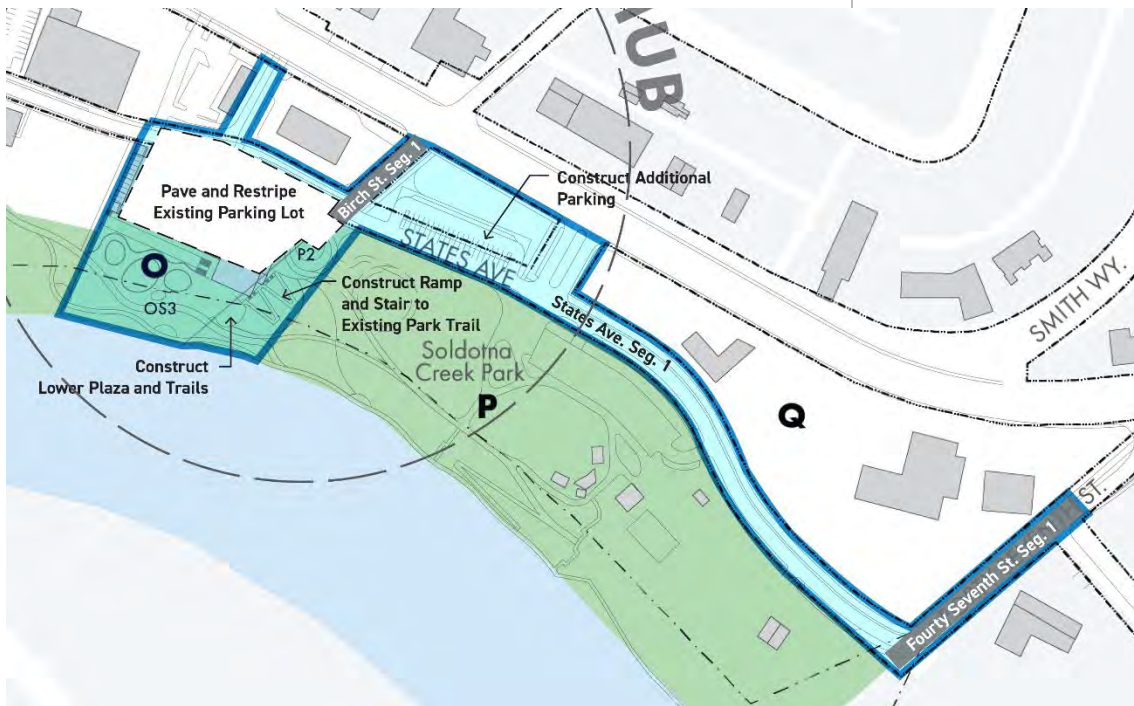 HUB
Pave and Restripe
Existing Parking Lot
Birch St. Seg. 1
Construct Additional
Parking
STATES AVE
O
OS3
P2
Construct Ramp
and Stair to
Existing Park Trail
States Ave. Seg. 1
SMITH WY.
Construct
Lower Plaza and Trails
Soldotna
Creek Park
P
Q
Fourty Seventh St. Seg. 1
ST.